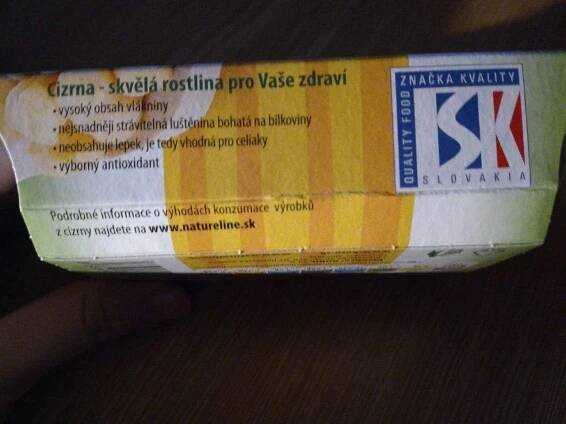 Cizrna - skvělá rostlina pro Vaše zdraví
• vysoký obsah vlákniny
• nejsnadněji stravitelná luštěnina bohatá na bílkoviny
• neobsahuje lepek, je tedy vhodná pro celiaky
• výborný antioxidant
Podrobné informace o výhodách konzumace výrobků
z cizrny najdete na www.natureline.sk
ZNAČKA KVALITY
QUALITY FOOD
SK
SLOVAKIA